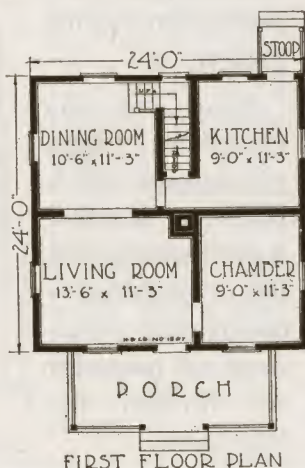 24'-0"
STOOP
UP
DINING ROOM
10'-6" x 11'-3"
KITCHEN
9'-0" x 11'-3"
24'-0"
LIVING ROOM
13'-6" x 11'-3"
CHAMBER
9'-0" x 11'-3"
PORCH
FIRST FLOOR PLAN